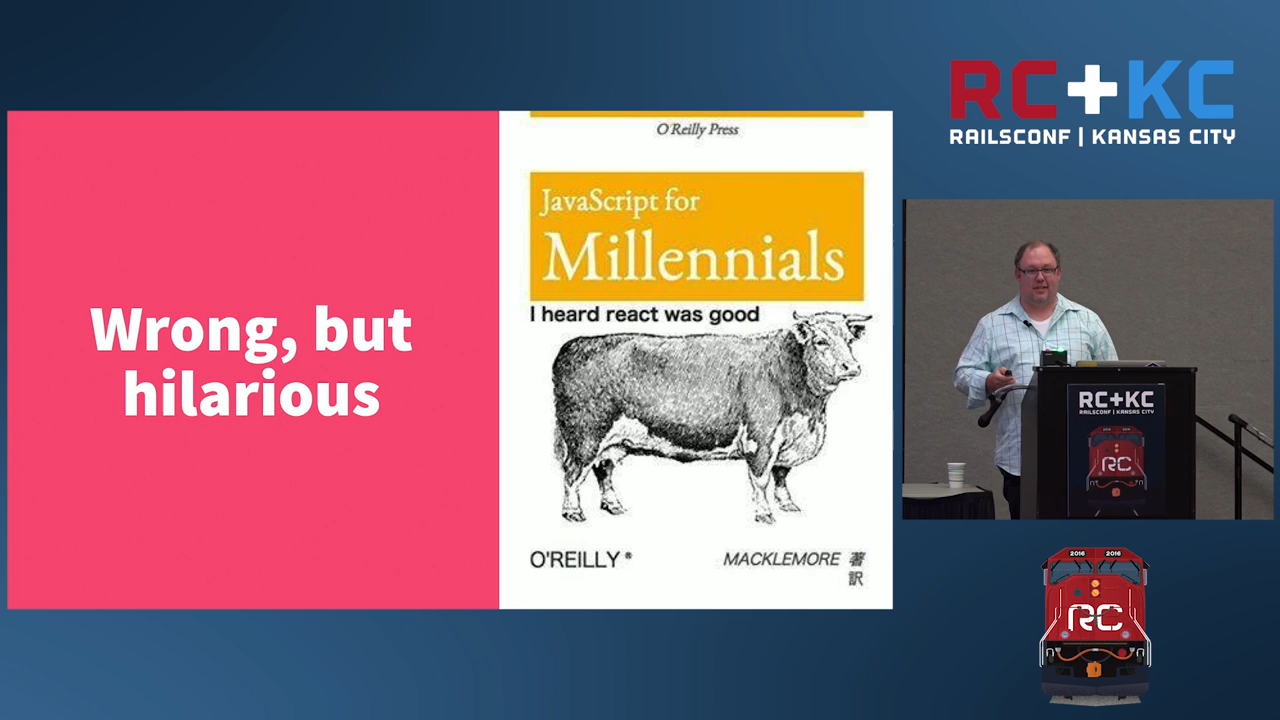 Wrong, but
hilarious
O'Reilly Press
JavaScript for
Millennials
I heard react was good
O'REILLY ®
MACKLEMORE 著
訳
RC+KC
RAILSCONF | KANSAS CITY
RC+KC
RAILSCONF | KANSAS CITY
RC
2016 2016
RC